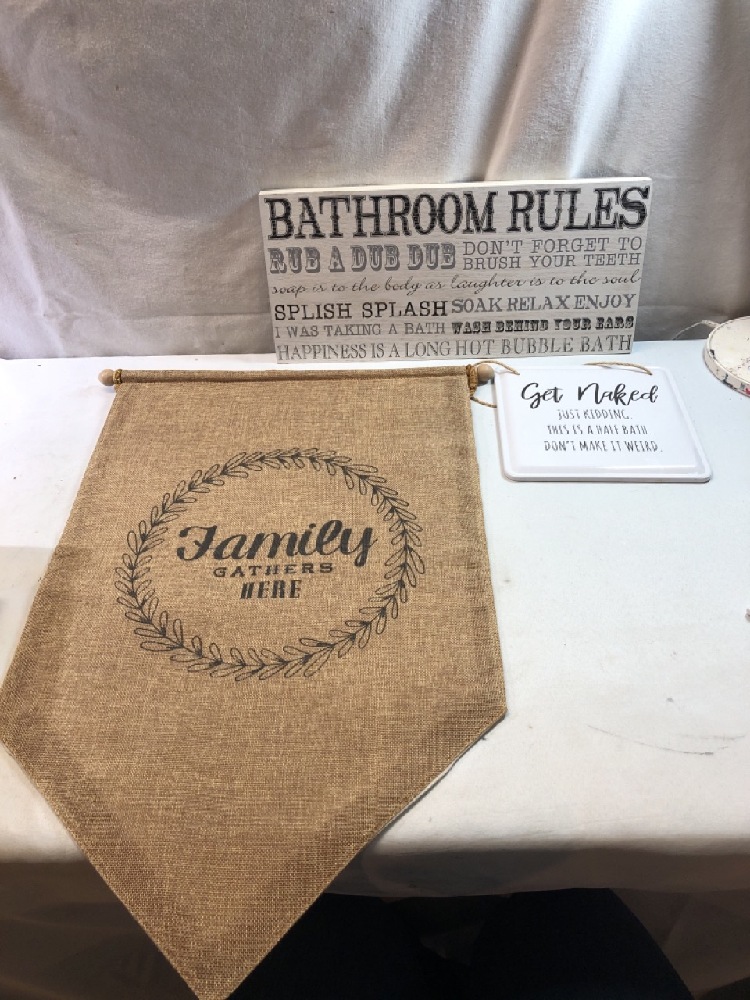 BATHROOM RULES
RUB A DUB DUB
DON'T FORGET TO
BRUSH YOUR TEETH
soap is to the body as laughter is to the soul
SPLISH SPLASH SOAK RELAX ENJOY
I WAS TAKING A BATH WASH BEHIND YOUR EARS
HAPPINESS IS A LONG HOT BUBBLE BATH
Get Naked
JUST KIDDING.
THIS IS A HALF BATH
DON'T MAKE IT WEIRD.
Family
GATHERS
HERE